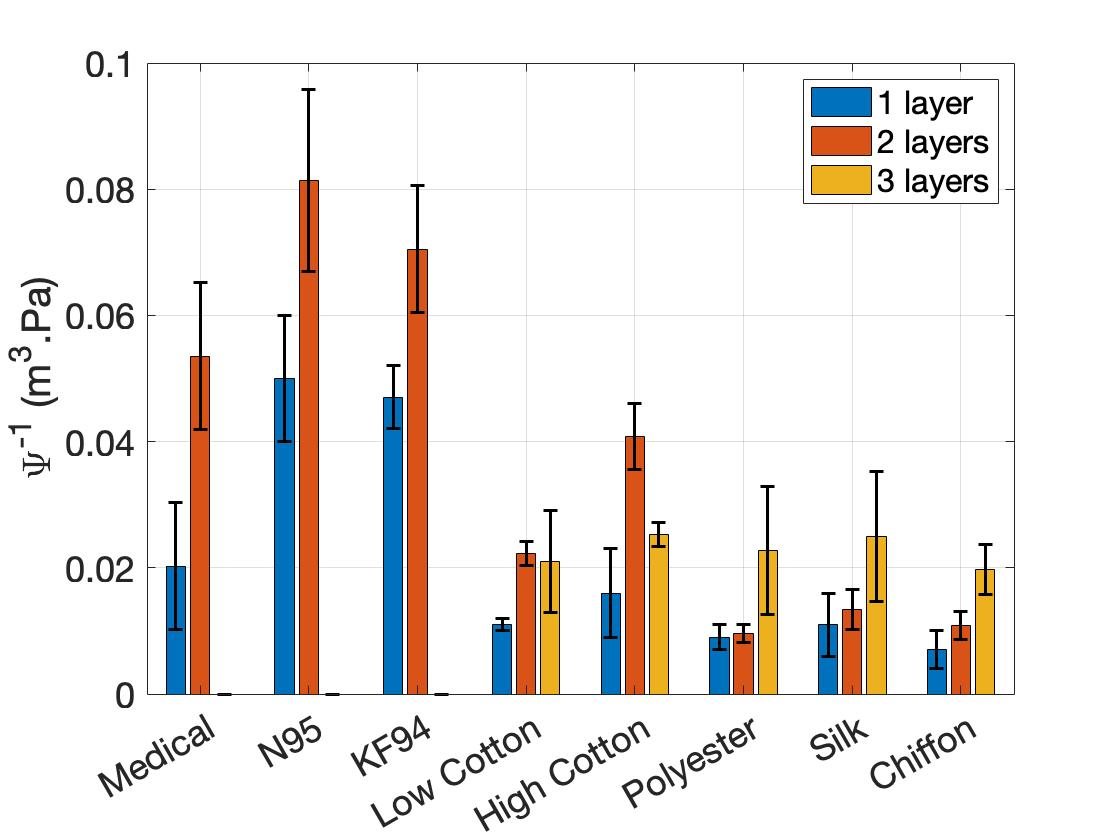 0.1
0.08
0.06
0.04
0.02
0
Ψ⁻¹ (m³.Pa)
1 layer
2 layers
3 layers
Medical
N95
KF94
Low Cotton
High Cotton
Polyester
Silk
Chiffon